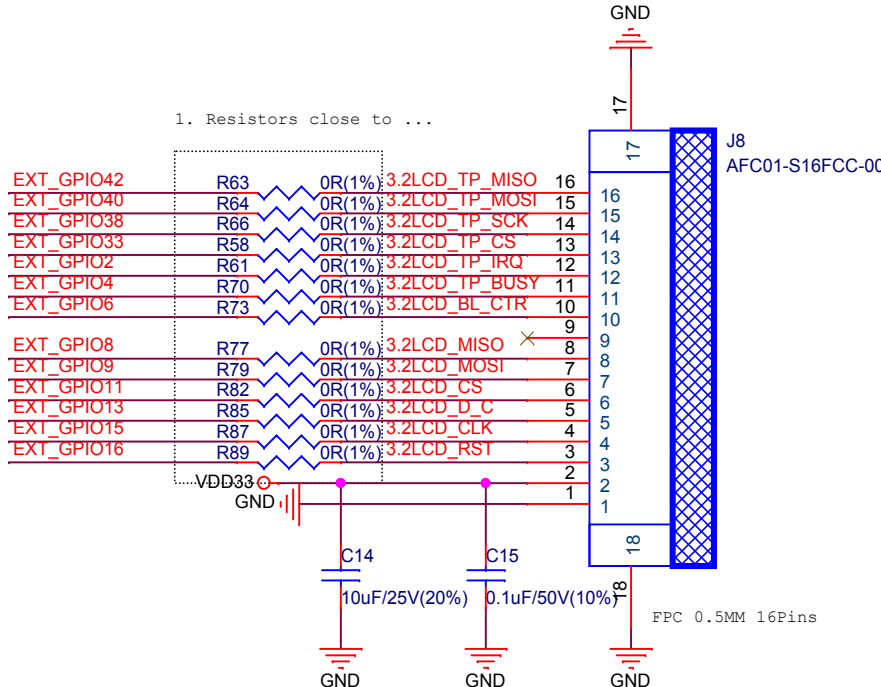 GND
17
1. Resistors close to ...
17
J8
AFC01-S16FCC-00
EXT_GPIO42 R63 0R(1%) 3.2LCD_TP_MISO 16 16
EXT_GPIO40 R64 0R(1%) 3.2LCD_TP_MOSI 15 15
EXT_GPIO38 R66 0R(1%) 3.2LCD_TP_SCK 14 14
EXT_GPIO33 R58 0R(1%) 3.2LCD_TP_CS 13 13
EXT_GPIO2 R61 0R(1%) 3.2LCD_TP_IRQ 12 12
EXT_GPIO4 R70 0R(1%) 3.2LCD_TP_BUSY 11 11
EXT_GPIO6 R73 0R(1%) 3.2LCD_BL_CTR 10 10
9 9
EXT_GPIO8 R77 0R(1%) 3.2LCD_MISO 8 8
EXT_GPIO9 R79 0R(1%) 3.2LCD_MOSI 7 7
EXT_GPIO11 R82 0R(1%) 3.2LCD_CS 6 6
EXT_GPIO13 R85 0R(1%) 3.2LCD_D_C 5 5
EXT_GPIO15 R87 0R(1%) 3.2LCD_CLK 4 4
EXT_GPIO16 R89 0R(1%) 3.2LCD_RST 3 3
VDD33 2 2
GND 1 1
18
C14
10uF/25V(20%)
C15
0.1uF/50V(10%)
18
FPC 0.5MM 16Pins
GND
GND
GND